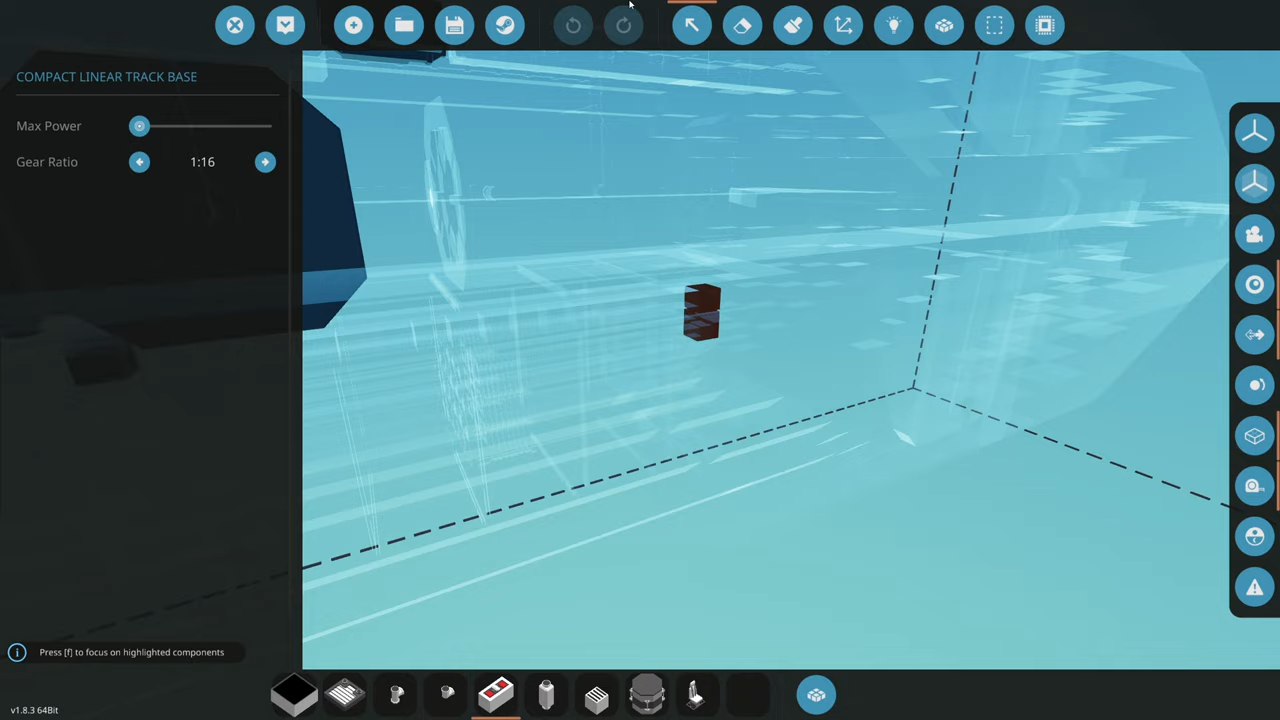 COMPACT LINEAR TRACK BASE
Max Power
Gear Ratio
1:16
Press [f] to focus on highlighted components
v1.8.3 64Bit